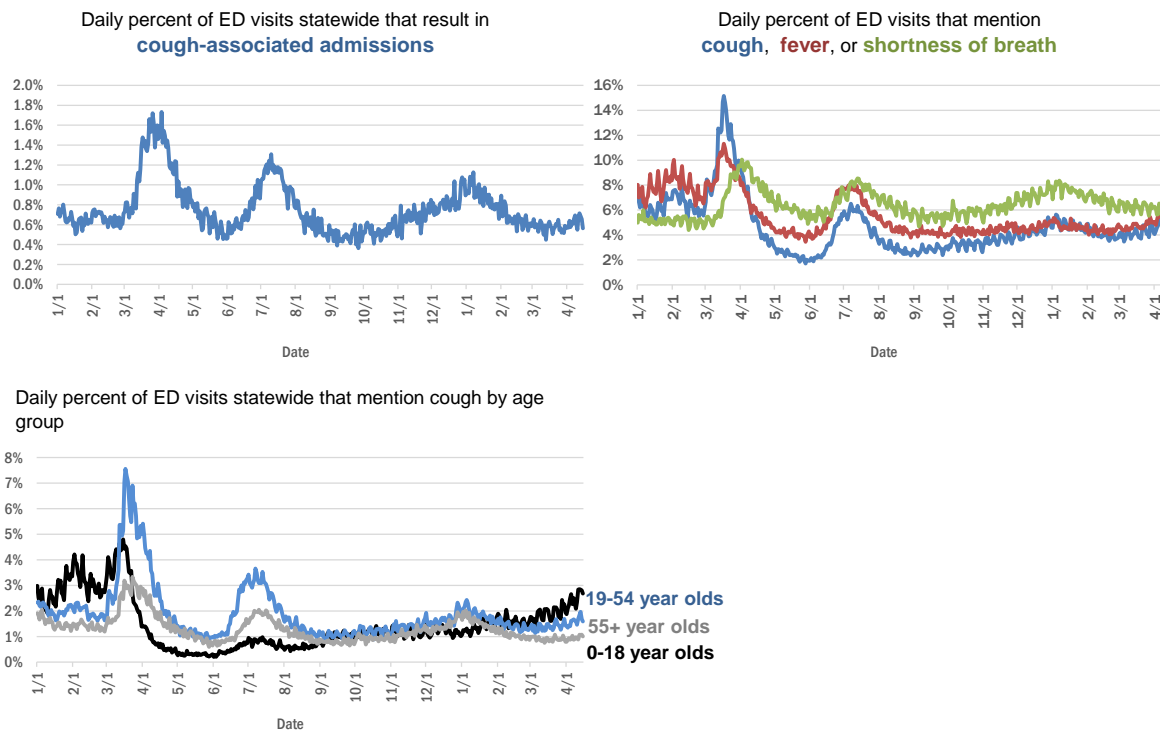 Daily percent of ED visits statewide that result in
cough-associated admissions
2.0%
1.8%
1.6%
1.4%
1.2%
1.0%
0.8%
0.6%
0.4%
0.2%
0.0%
1/1 2/1 3/1 4/1 5/1 6/1 7/1 8/1 9/1 10/1 11/1 12/1 1/1 2/1 3/1 4/1
Date
Daily percent of ED visits that mention
cough, fever, or shortness of breath
16%
14%
12%
10%
8%
6%
4%
2%
0%
1/1 2/1 3/1 4/1 5/1 6/1 7/1 8/1 9/1 10/1 11/1 12/1 1/1 2/1 3/1 4/1
Date
Daily percent of ED visits statewide that mention cough by age
group
8%
7%
6%
5%
4%
3%
2%
1%
0%
19-54 year olds
55+ year olds
0-18 year olds
1/1 2/1 3/1 4/1 5/1 6/1 7/1 8/1 9/1 10/1 11/1 12/1 1/1 2/1 3/1 4/1
Date